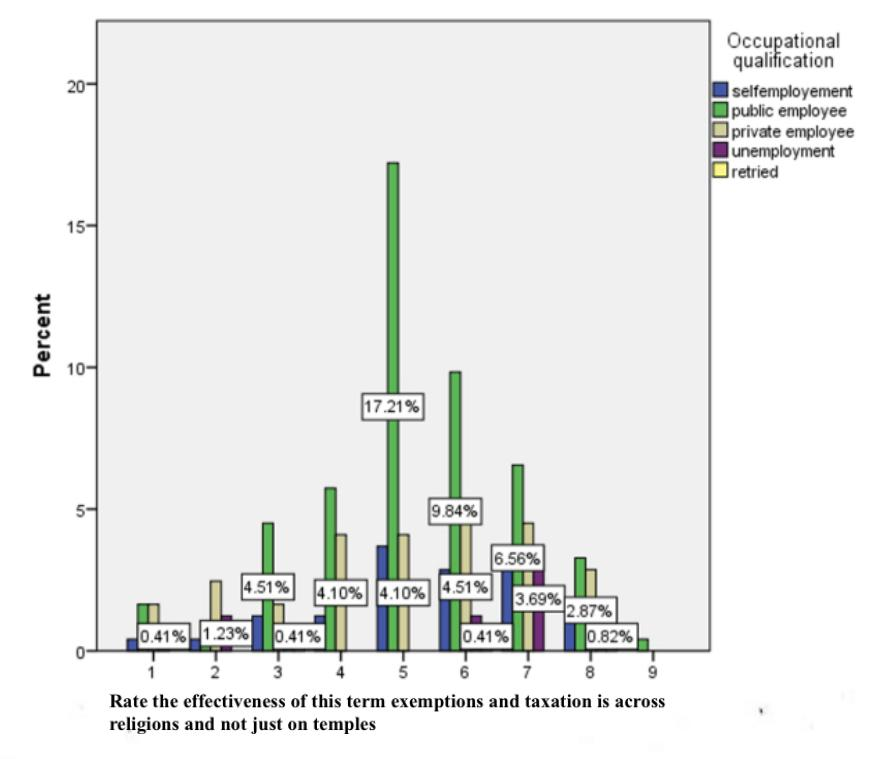 Occupational
qualification
selfemployement
public employee
private employee
unemployment
retried
20
15
10
5
0
Percent
17.21%
9.84%
6.56%
4.51%
4.10%
4.10%
4.51%
3.69%
2.87%
0.41%
1.23%
0.41%
0.41%
0.82%
1 2 3 4 5 6 7 8 9
Rate the effectiveness of this term exemptions and taxation is across
religions and not just on temples